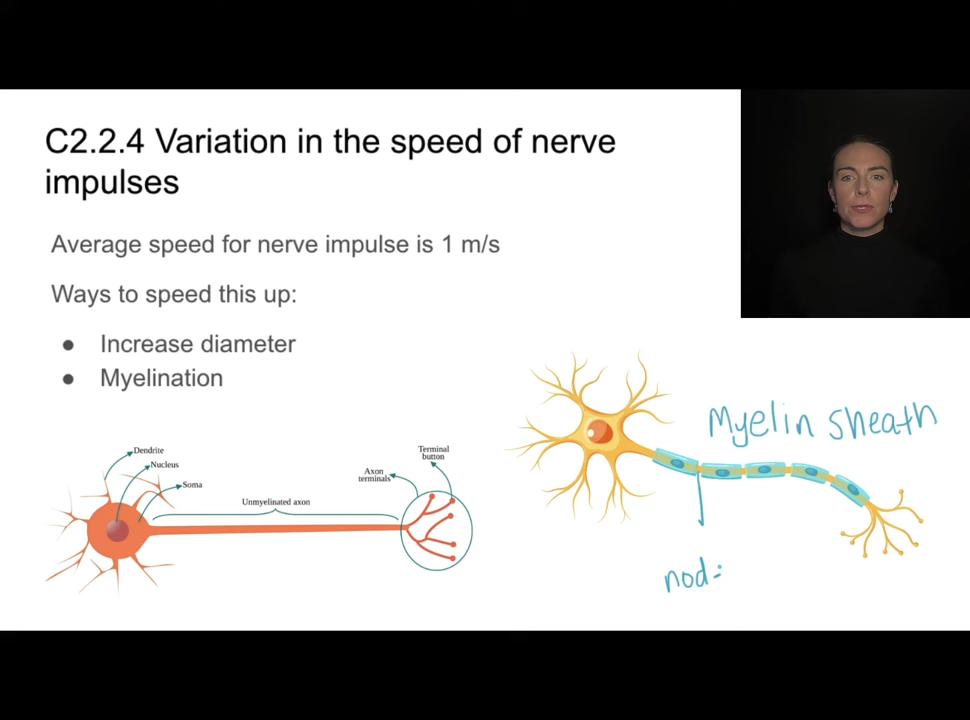 C2.2.4 Variation in the speed of nerve
impulses
Average speed for nerve impulse is 1 m/s
Ways to speed this up:
● Increase diameter
● Myelination
Dendrite
Nucleus
Soma
Unmyelinated axon
Axon
terminals
Terminal
button
Myelin sheath